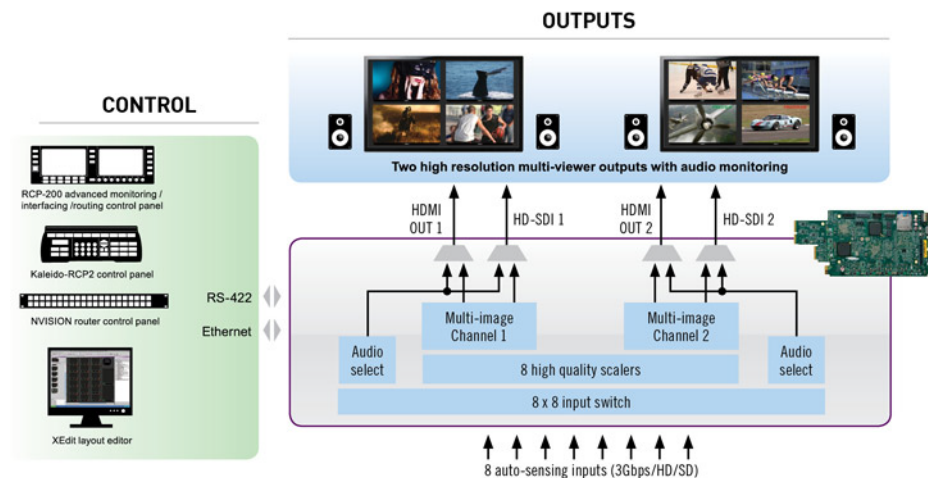 OUTPUTS
CONTROL
Two high resolution multi-viewer outputs with audio monitoring
RCP-200 advanced monitoring /
interfacing /routing control panel
Kaleido-RCP2 control panel
NVISION router control panel
XEdit layout editor
RS-422
Ethernet
HDMI
OUT 1
HD-SDI 1
HDMI
OUT 2
HD-SDI 2
Multi-image
Channel 1
Multi-image
Channel 2
Audio
select
8 high quality scalers
Audio
select
8 x 8 input switch
8 auto-sensing inputs (3Gbps/HD/SD)